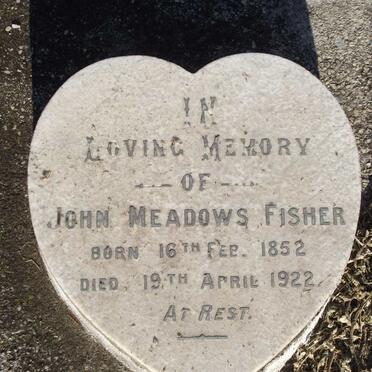 IN
LOVING MEMORY
OF
JOHN MEADOWS FISHER
BORN 16TH FEB. 1852
DIED 19TH APRIL 1922
AT REST.